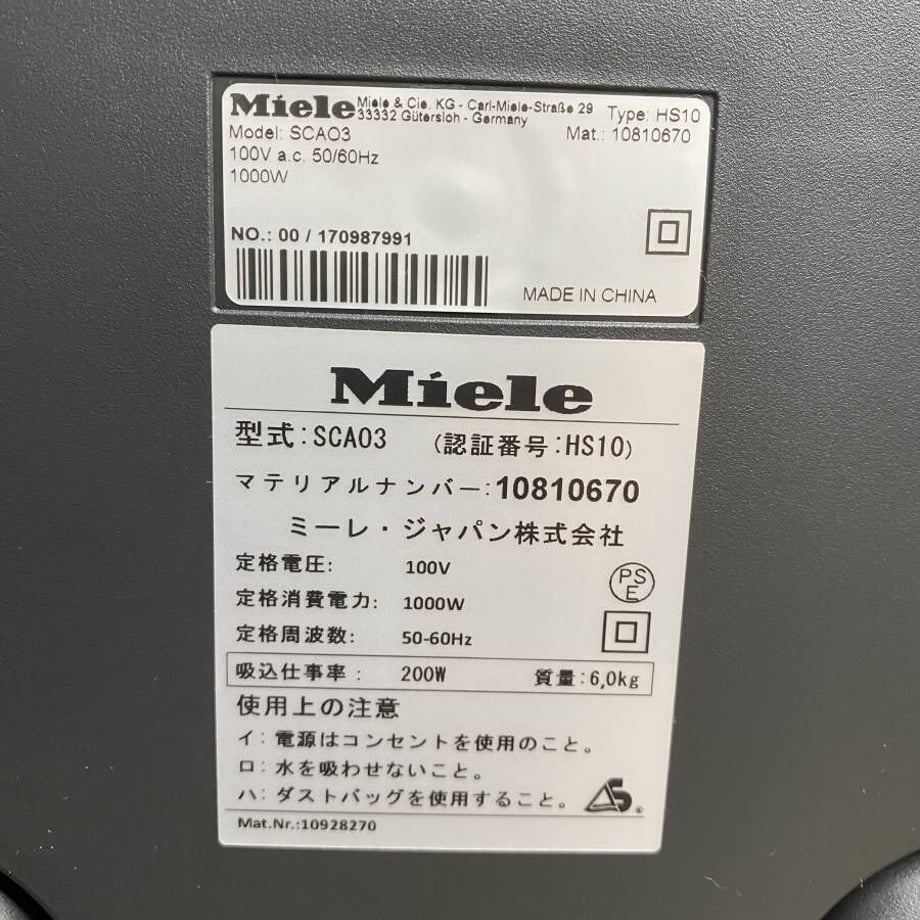 Miele Miele & Cie. KG - Carl-Miele-Straße 29 Type: HS10
33332 Gütersloh - Germany
Model: SCAO3 Mat.: 10810670
100V a.c. 50/60Hz
1000W
NO.: 00 / 170987991
MADE IN CHINA
Miele
型式:SCA03 (認証番号:HS10)
マテリアルナンバー:10810670
ミーレ・ジャパン株式会社
定格電圧: 100V
PS
E
定格消費電力: 1000W
定格周波数: 50-60Hz
吸込仕事率: 200W 質量:6,0kg
使用上の注意
イ:電源はコンセントを使用のこと。
ロ:水を吸わせないこと。
ハ:ダストバッグを使用すること。
Mat.Nr.:10928270